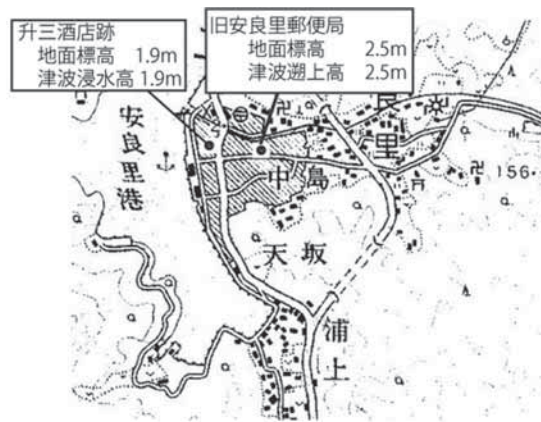 升三酒店跡
地面標高 1.9m
津波浸水高 1.9m
旧安良里郵便局
地面標高 2.5m
津波遡上高 2.5m
安良里港
里
中島
156
天坂
浦上